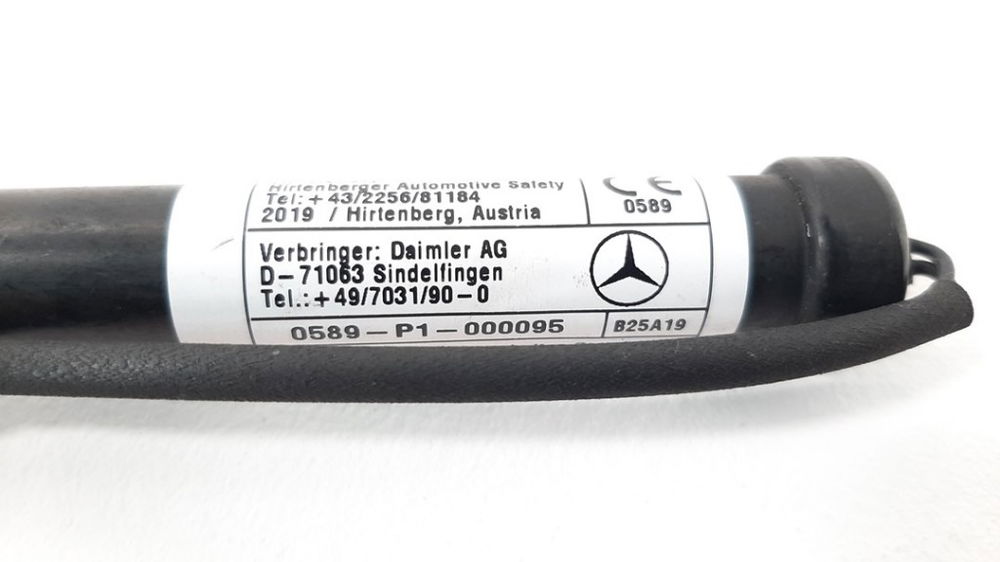 Hirtenberger Automotive Safety
Tel: +43/2256/81184
2019 / Hirtenberg, Austria
CE
0589
Verbringer: Daimler AG
D-71063 Sindelfingen
Tel.:+49/7031/90-0
0589-P1-000095
B25A19